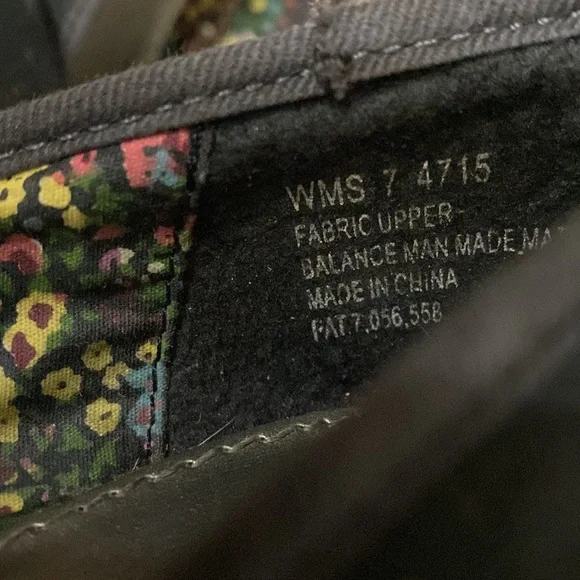 WMS 7 4715
FABRIC UPPER
BALANCE MAN MADE MA
MADE IN CHINA
PAT.7,056,558